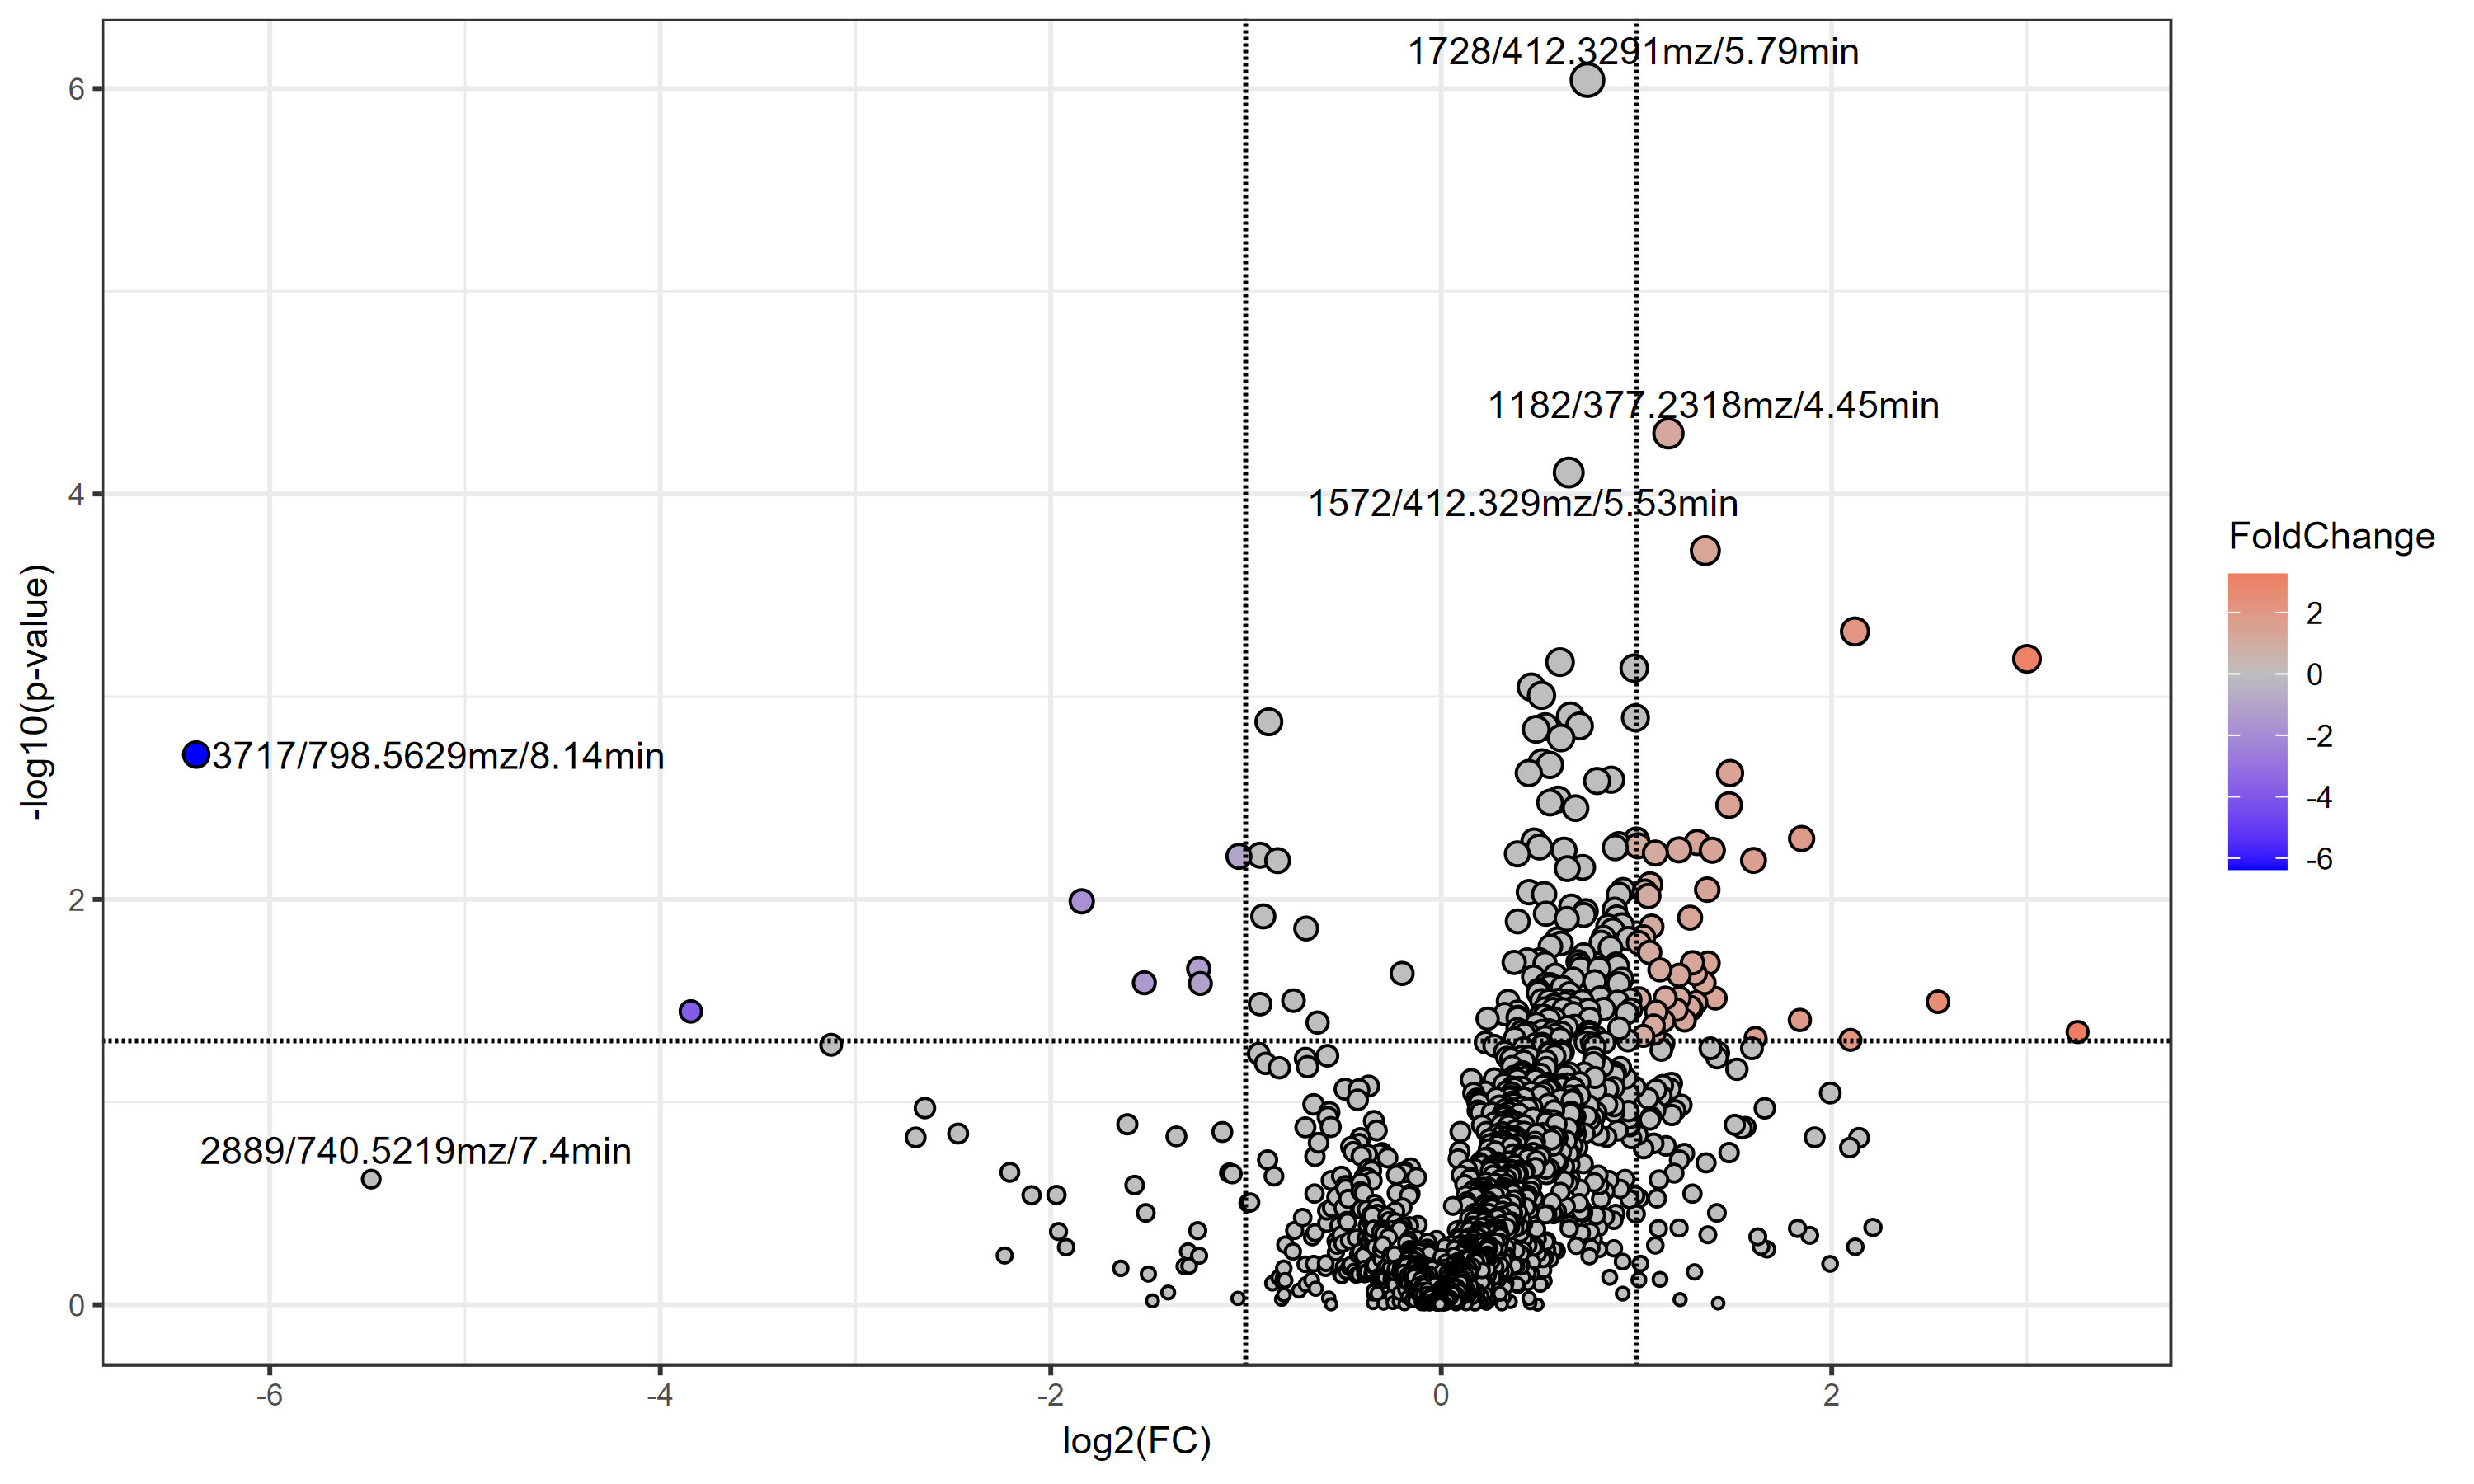 1728/412.3291mz/5.79min
1182/377.2318mz/4.45min
1572/412.329mz/5.53min
3717/798.5629mz/8.14min
2889/740.5219mz/7.4min
6
4
2
0
-log10(p-value)
-6
-4
-2
0
2
log2(FC)
FoldChange
2
0
-2
-4
-6